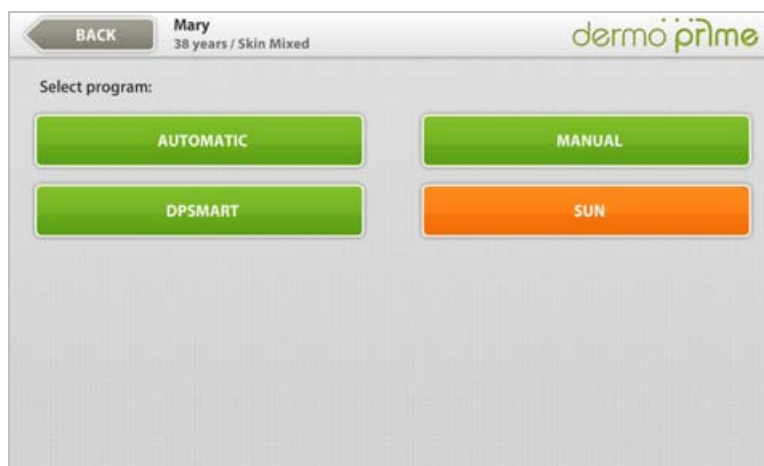 BACK
Mary
38 years / Skin Mixed
dermo prime
Select program:
AUTOMATIC
MANUAL
DPSMART
SUN